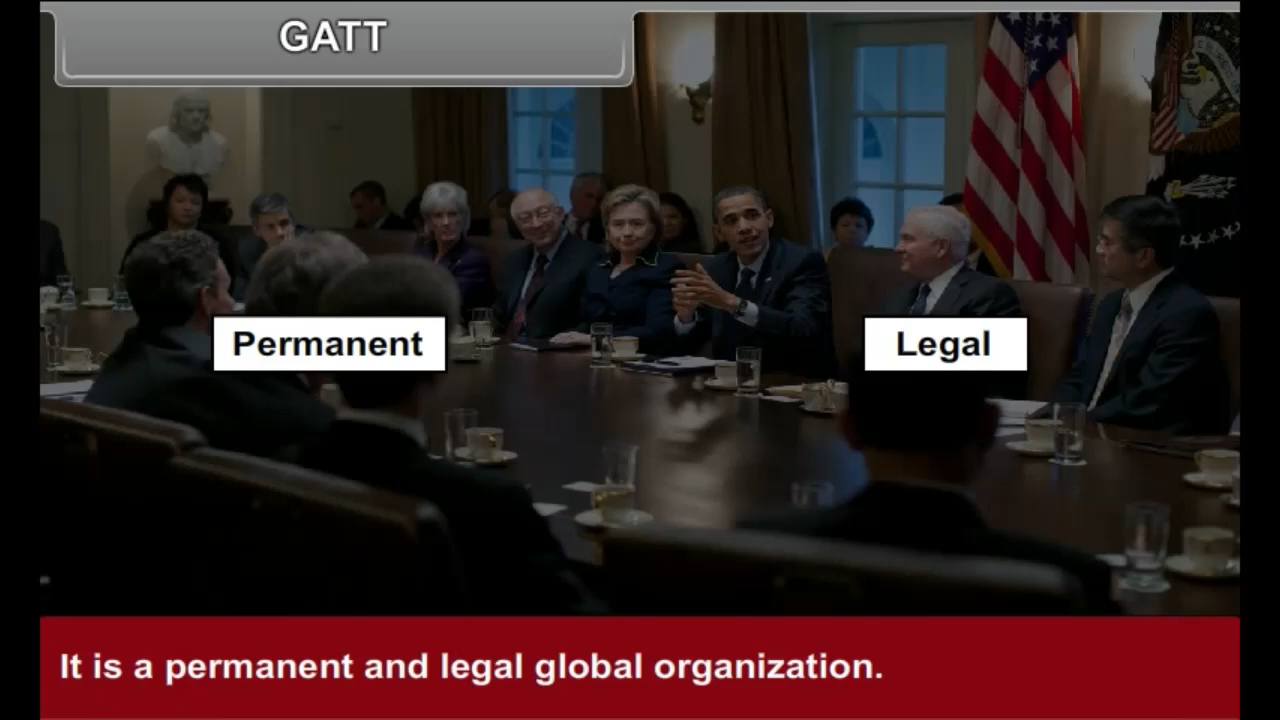 GATT
Permanent
Legal
It is a permanent and legal global organization.